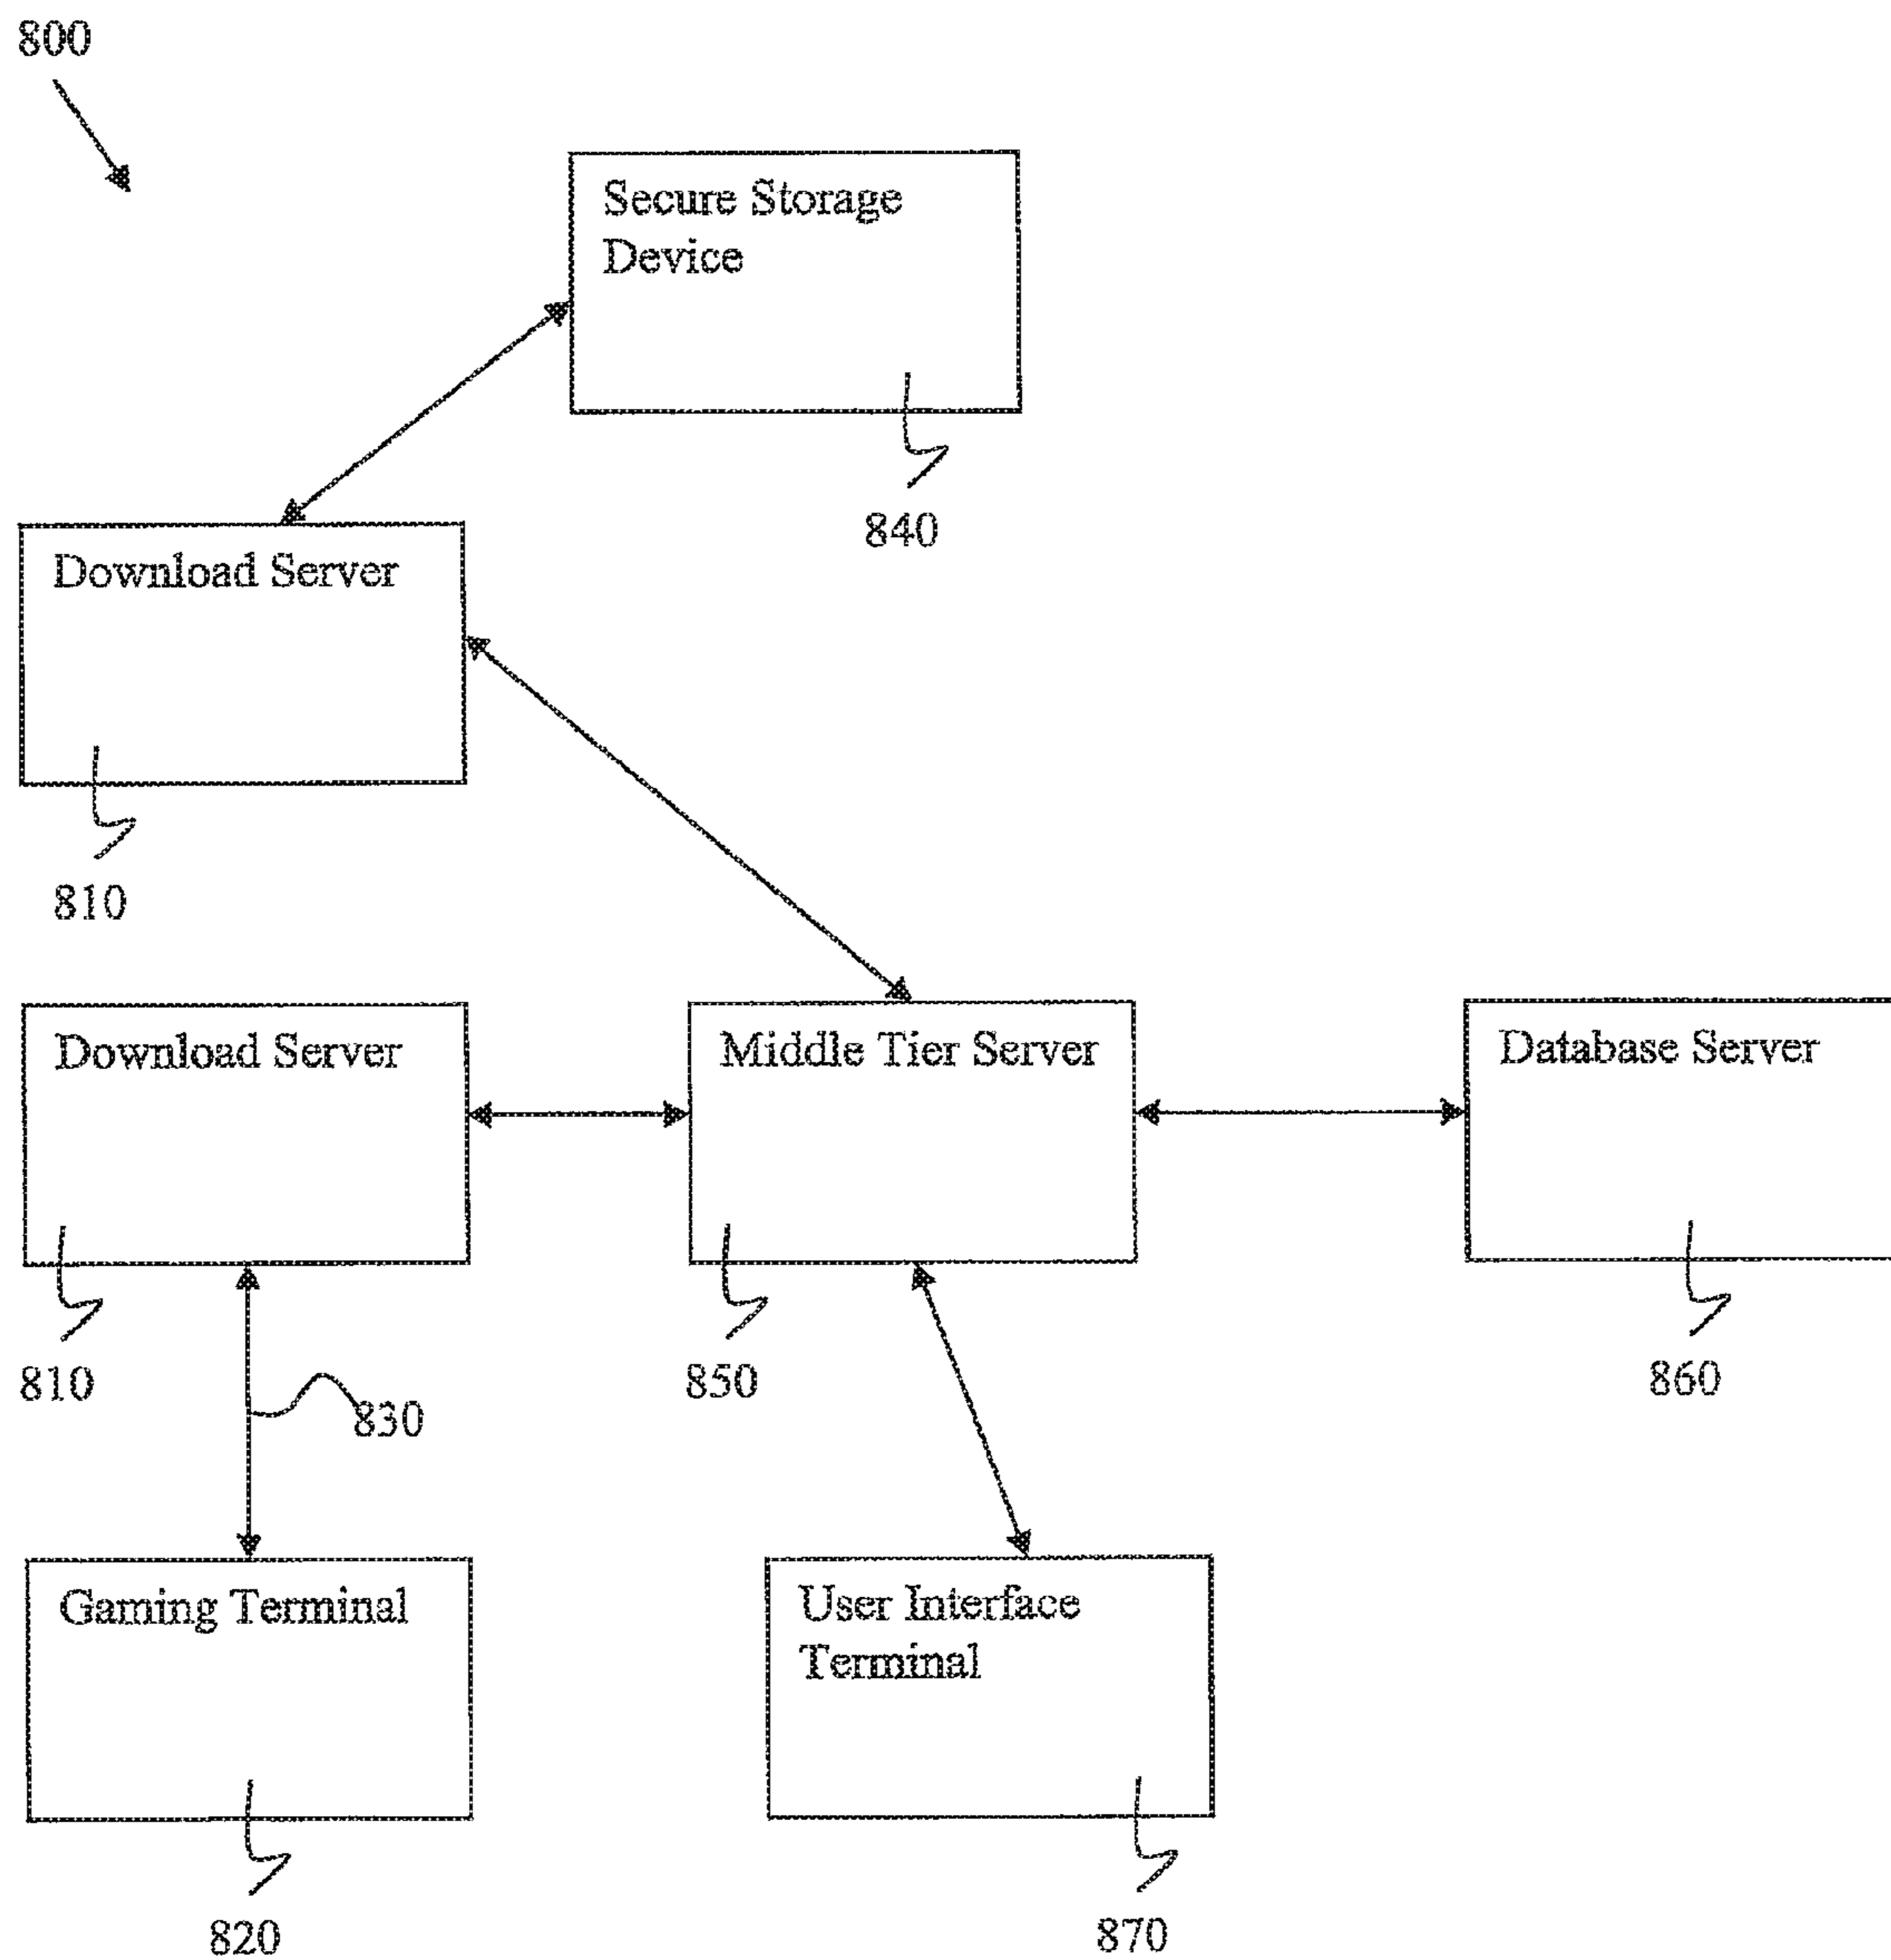 800
Secure Storage
Device
840
Download Server
810
Download Server
Middle Tier Server
Database Server
810
850
860
830
Gaming Terminal
User Interface
Terminal
820
870